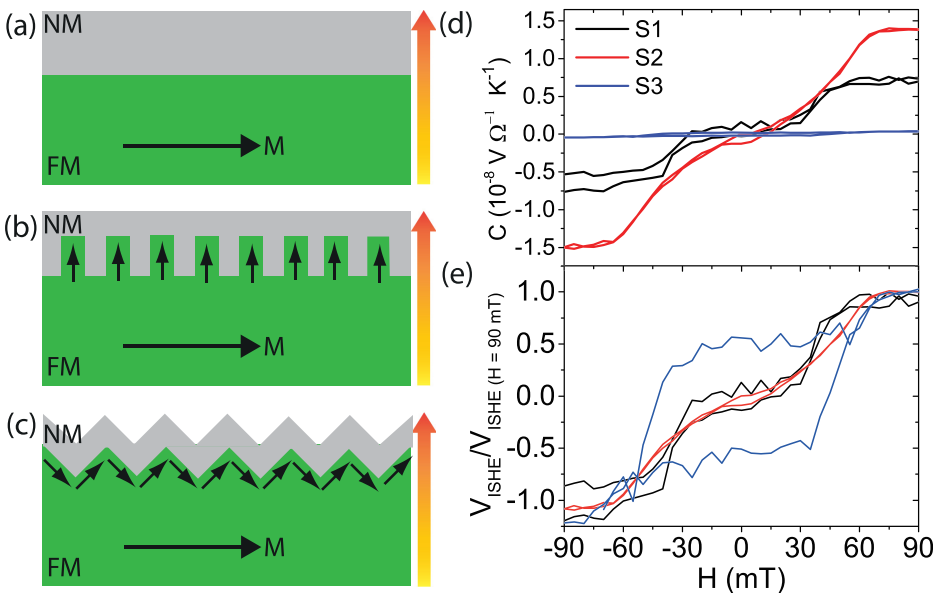 (a)
NM
M
FM
(b)
NM
M
FM
(c)
NM
M
FM
(d)
1.5
1.0
0.5
0.0
-0.5
-1.0
-1.5
C (10⁻⁸ V Ω⁻¹ K⁻¹)
S1
S2
S3
(e)
1.0
0.5
0.0
-0.5
-1.0
V_ISHE/V_ISHE (H = 90 mT)
-90 -60 -30 0 30 60 90
H (mT)